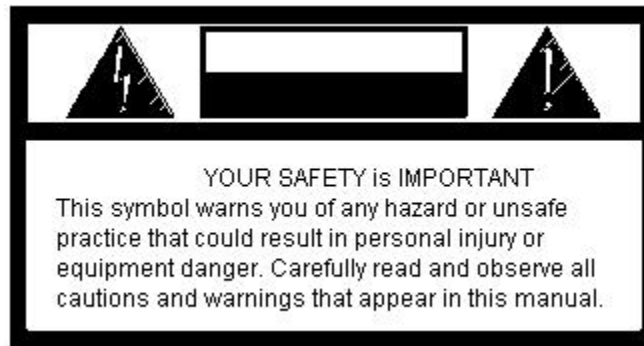 YOUR SAFETY is IMPORTANT
This symbol warns you of any hazard or unsafe
practice that could result in personal injury or
equipment danger. Carefully read and observe all
cautions and warnings that appear in this manual.